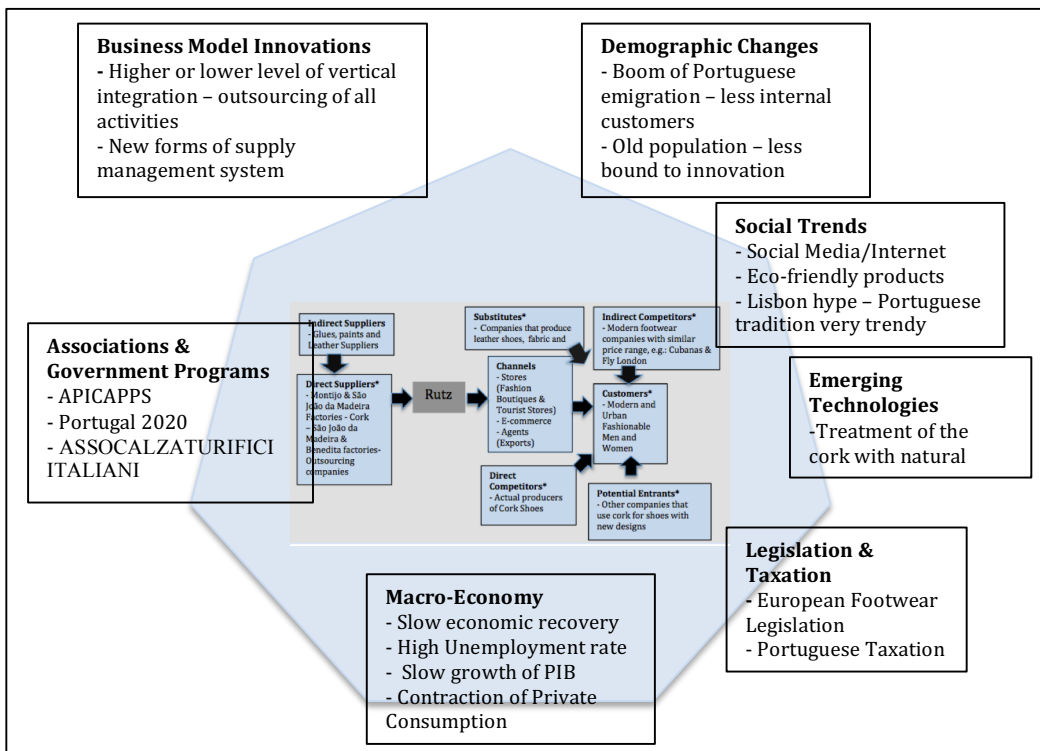 Business Model Innovations
- Higher or lower level of vertical
integration – outsourcing of all
activities
- New forms of supply
management system
Demographic Changes
- Boom of Portuguese
emigration – less internal
customers
- Old population – less
bound to innovation
Social Trends
- Social Media/Internet
- Eco-friendly products
- Lisbon hype – Portuguese
tradition very trendy
Associations &
Government Programs
- APICAPPS
- Portugal 2020
- ASSOCALZATURIFICI
ITALIANI
Indirect Suppliers
- Glues, paints and
Leather Suppliers
Direct Suppliers*
- Montijo & São
João da Madeira
Factories - Cork
– São João da
Madeira &
Benedita factories-
Outsourcing
companies
Rutz
Substitutes*
- Companies that produce
leather shoes, fabric and
Channels
- Stores
(Fashion
Boutiques &
Tourist Stores)
- E-commerce
- Agents
(Exports)
Direct
Competitors*
- Actual producers
of Cork Shoes
Indirect Competitors*
- Modern footwear
companies with similar
price range, e.g.: Cubanas &
Fly London
Customers*
- Modern and
Urban
Fashionable
Men and
Women
Potential Entrants*
- Other companies that
use cork for shoes with
new designs
Emerging
Technologies
-Treatment of the
cork with natural
Legislation &
Taxation
- European Footwear
Legislation
- Portuguese Taxation
Macro-Economy
- Slow economic recovery
- High Unemployment rate
- Slow growth of PIB
- Contraction of Private
Consumption